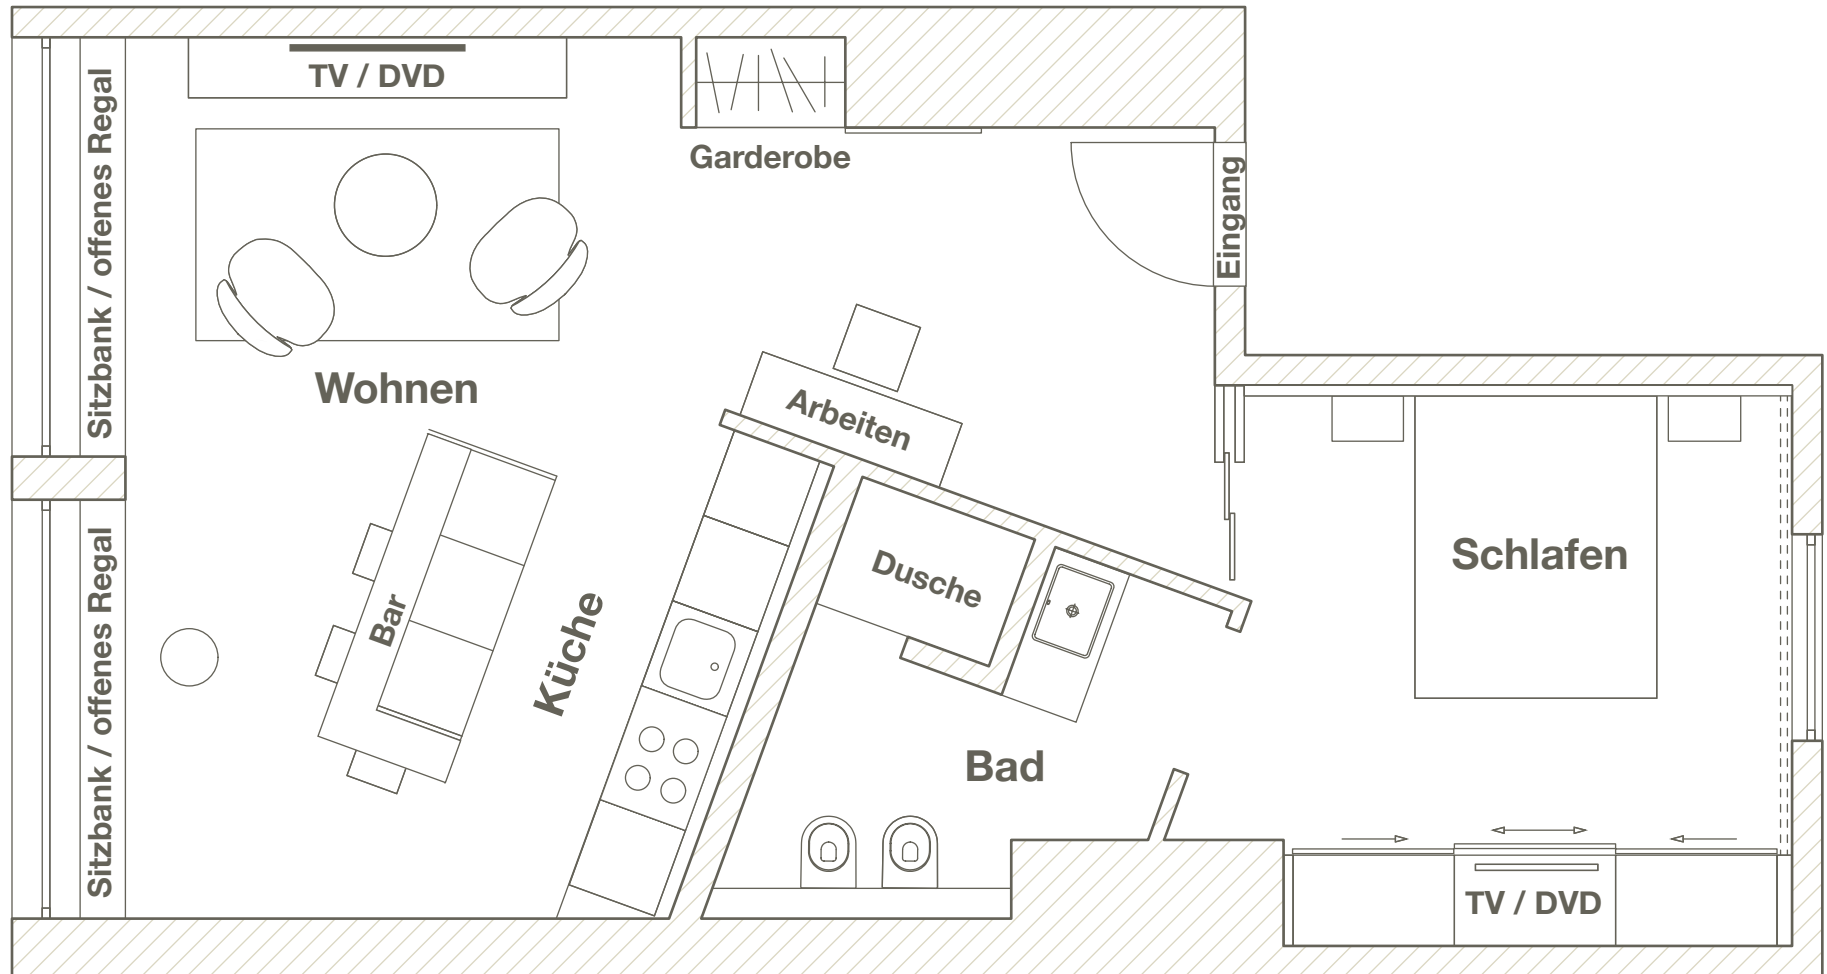 TV / DVD
Sitzbank / offenes Regal
Garderobe
Eingang
Wohnen
Arbeiten
Sitzbank / offenes Regal
Bar
Küche
Dusche
Schlafen
Bad
TV / DVD